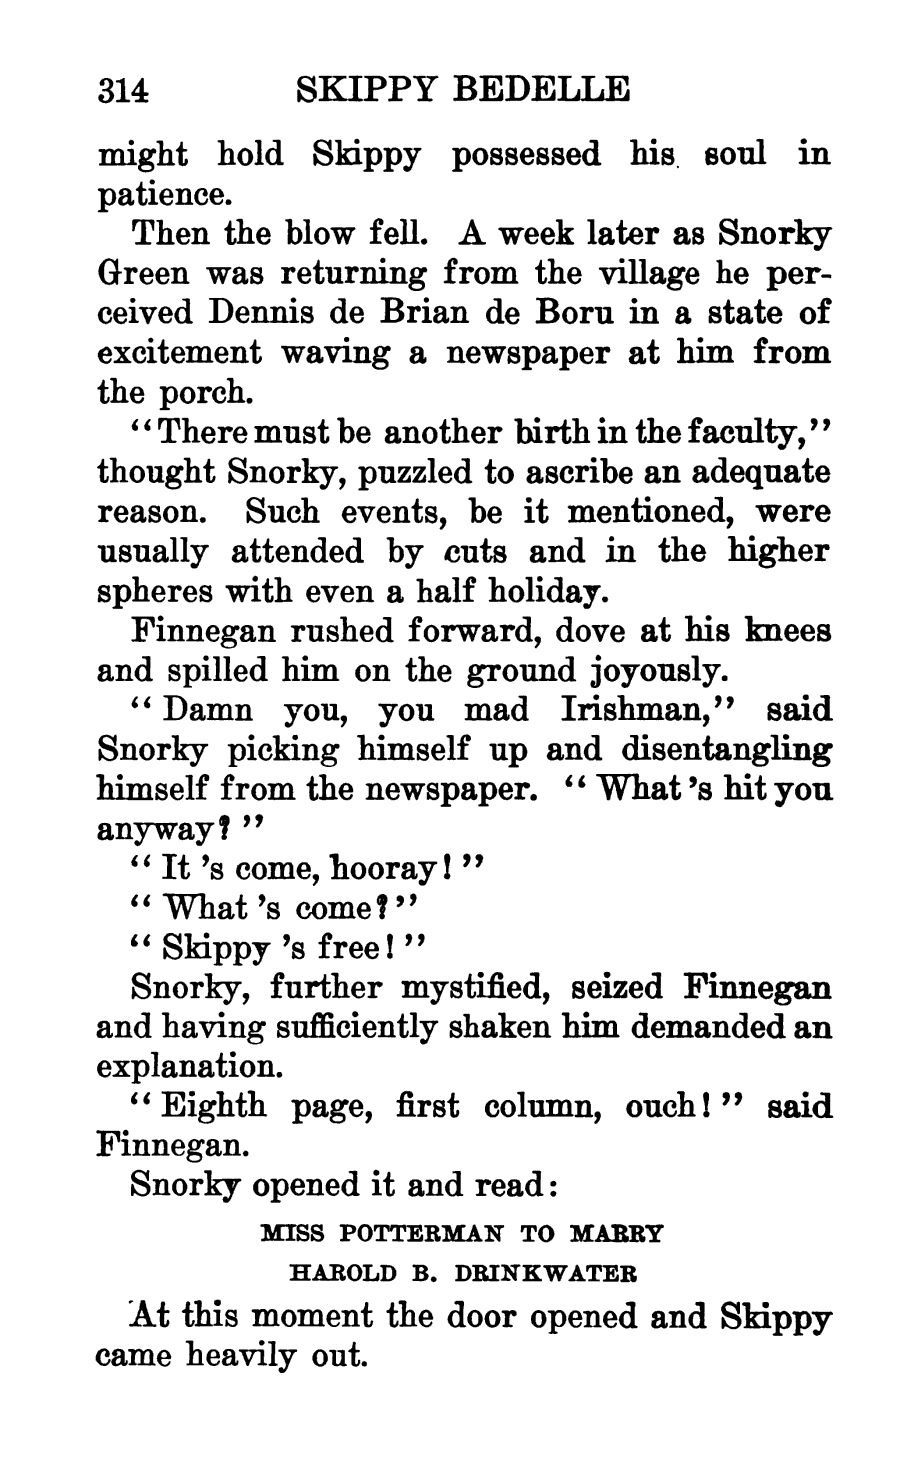 314 SKIPPY BEDELLE
might hold Skippy possessed his soul in
patience.
Then the blow fell. A week later as Snorky
Green was returning from the village he per-
ceived Dennis de Brian de Boru in a state of
excitement waving a newspaper at him from
the porch.
“There must be another birth in the faculty,”
thought Snorky, puzzled to ascribe an adequate
reason. Such events, be it mentioned, were
usually attended by cuts and in the higher
spheres with even a half holiday.
Finnegan rushed forward, dove at his knees
and spilled him on the ground joyously.
“Damn you, you mad Irishman,” said
Snorky picking himself up and disentangling
himself from the newspaper. “What's hit you
anyway?”
“It's come, hooray!”
“What's come?”
“Skippy's free!”
Snorky, further mystified, seized Finnegan
and having sufficiently shaken him demanded an
explanation.
“Eighth page, first column, ouch!” said
Finnegan.
Snorky opened it and read:
MISS POTTERMAN TO MARRY
HAROLD B. DRINKWATER
At this moment the door opened and Skippy
came heavily out.